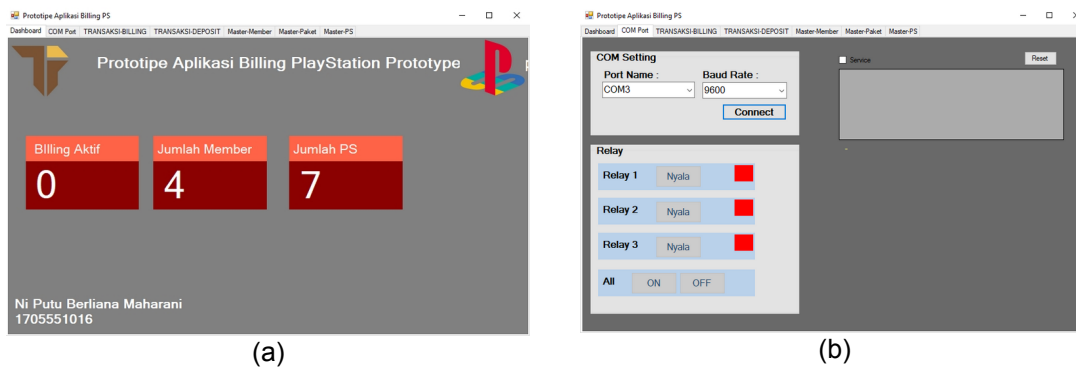 Prototipe Aplikasi Billing PS
Dashboard COM Port TRANSAKSI-BILLING TRANSAKSI-DEPOSIT Master-Member Master-Paket Master-PS
Prototipe Aplikasi Billing PlayStation Prototype
BIlling Aktif
0
Jumlah Member
4
Jumlah PS
7
Ni Putu Berliana Maharani
1705551016
(a)
Prototipe Aplikasi Billing PS
Dashboard COM Port TRANSAKSI-BILLING TRANSAKSI-DEPOSIT Master-Member Master-Paket Master-PS
COM Setting
Port Name : Baud Rate :
COM3 9600
Connect
Service Reset
-
Relay
Relay 1 Nyala
Relay 2 Nyala
Relay 3 Nyala
All ON OFF
(b)